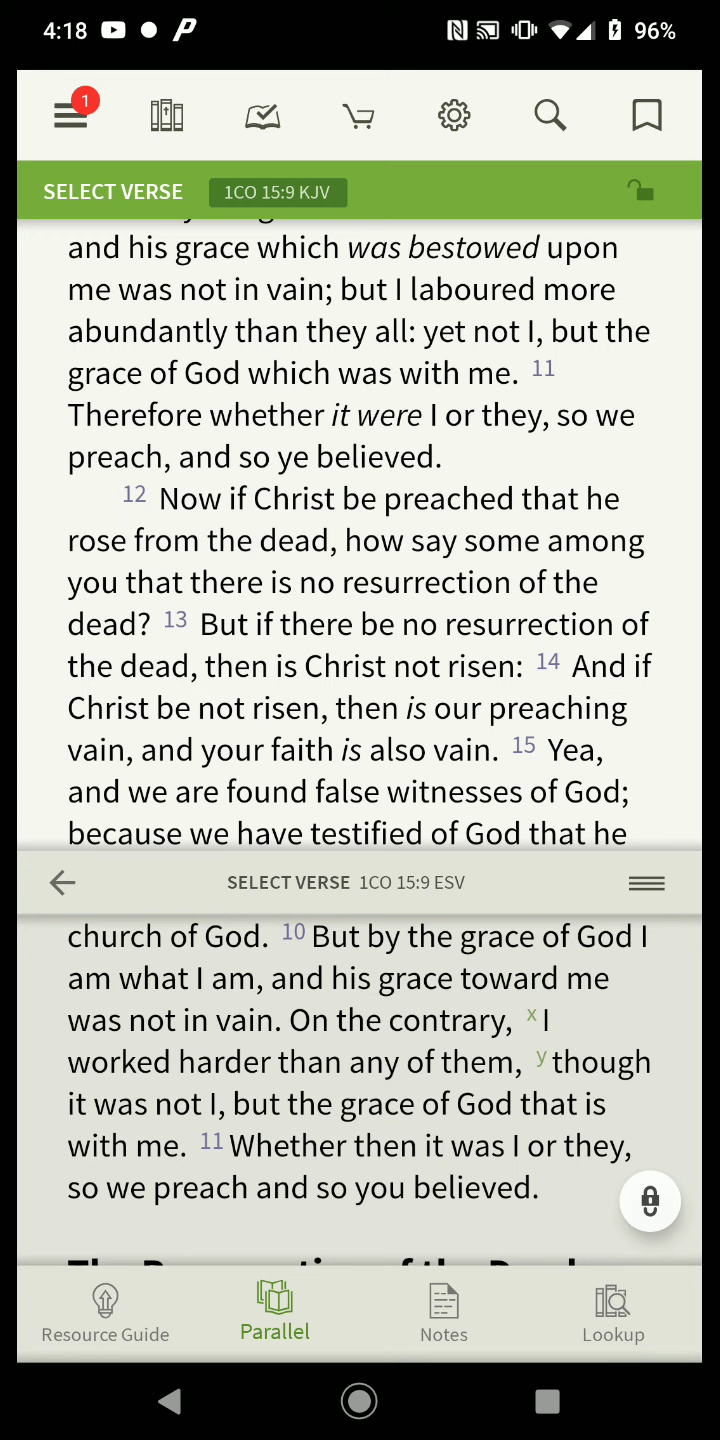 4:18
96%
1
SELECT VERSE 1CO 15:9 KJV
and his grace which was bestowed upon
me was not in vain; but I laboured more
abundantly than they all: yet not I, but the
grace of God which was with me. 11
Therefore whether it were I or they, so we
preach, and so ye believed.
12 Now if Christ be preached that he
rose from the dead, how say some among
you that there is no resurrection of the
dead? 13 But if there be no resurrection of
the dead, then is Christ not risen: 14 And if
Christ be not risen, then is our preaching
vain, and your faith is also vain. 15 Yea,
and we are found false witnesses of God;
because we have testified of God that he
SELECT VERSE 1CO 15:9 ESV
church of God. 10 But by the grace of God I
am what I am, and his grace toward me
was not in vain. On the contrary, x I
worked harder than any of them, y though
it was not I, but the grace of God that is
with me. 11 Whether then it was I or they,
so we preach and so you believed.
The Resurrection of the Dead
Resource Guide
Parallel
Notes
Lookup